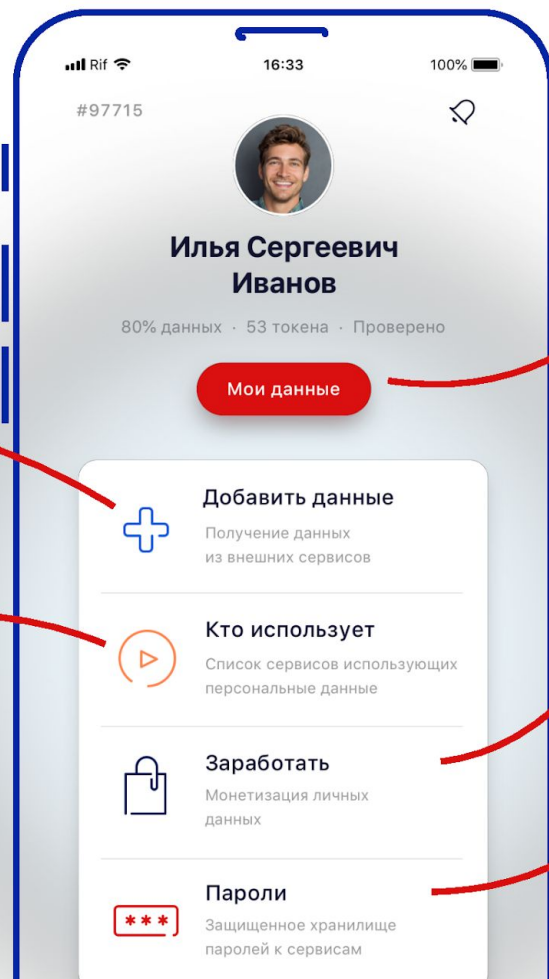 Rif 16:33 100%
#97715
Илья Сергеевич
Иванов
80% данных · 53 токена · Проверено
Мои данные
Добавить данные
Получение данных
из внешних сервисов
Кто использует
Список сервисов использующих
персональные данные
Заработать
Монетизация личных
данных
Пароли
***
Защищенное хранилище
паролей к сервисам